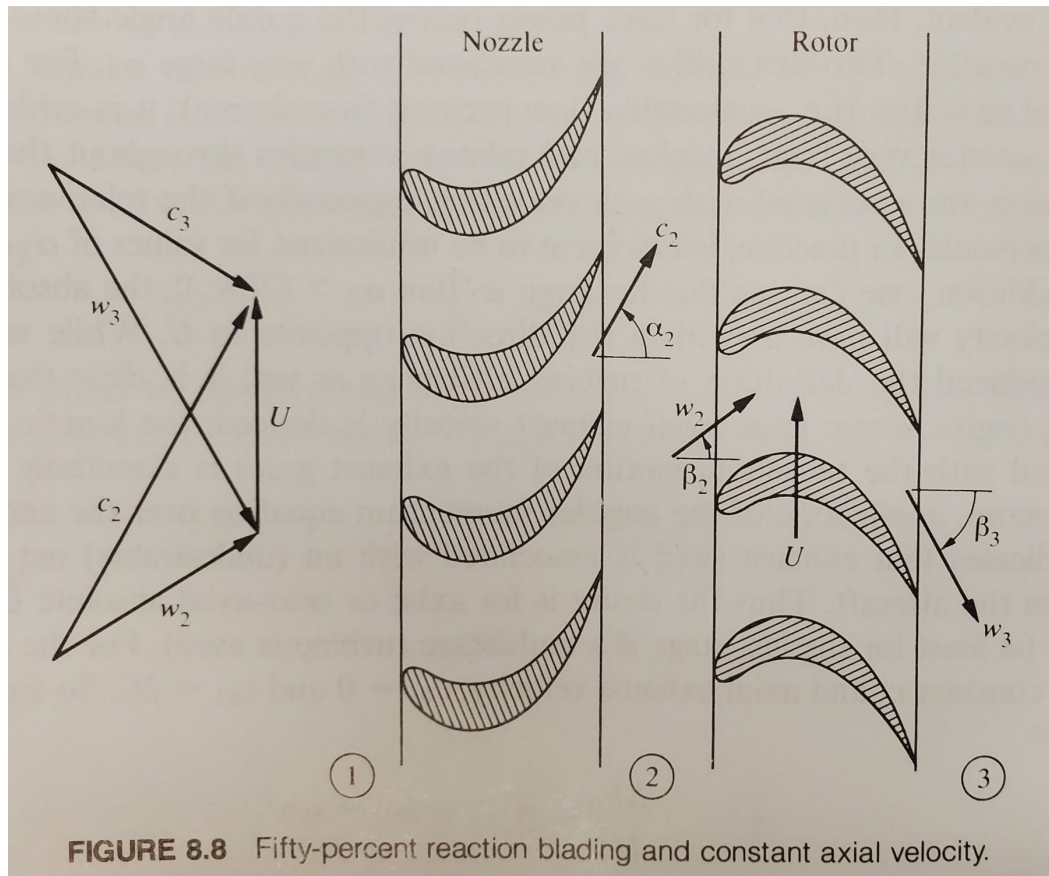 Nozzle
Rotor
c3
w3
U
c2
w2
c2
α2
w2
β2
U
β3
w3
1
2
3
FIGURE 8.8 Fifty-percent reaction blading and constant axial velocity.